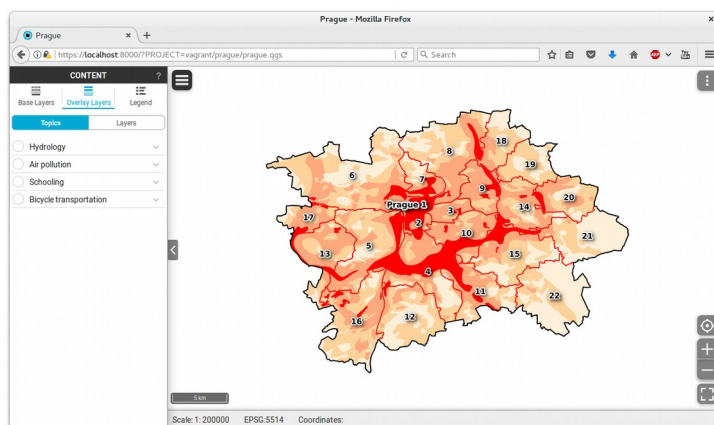 Prague - Mozilla Firefox
Prague
https://localhost:8000/?PROJECT=vagrant/prague/prague.qgs
Search
ABP
CONTENT ?
Base Layers Overlay Layers Legend
Topics Layers
Hydrology
Air pollution
Schooling
Bicycle transportation
8
18
6
7
19
9
20
Prague 1
3
14
17
2
10
21
5
13
15
4
11
22
16
12
5 km
Scale: 1: 200000 EPSG:5514 Coordinates: